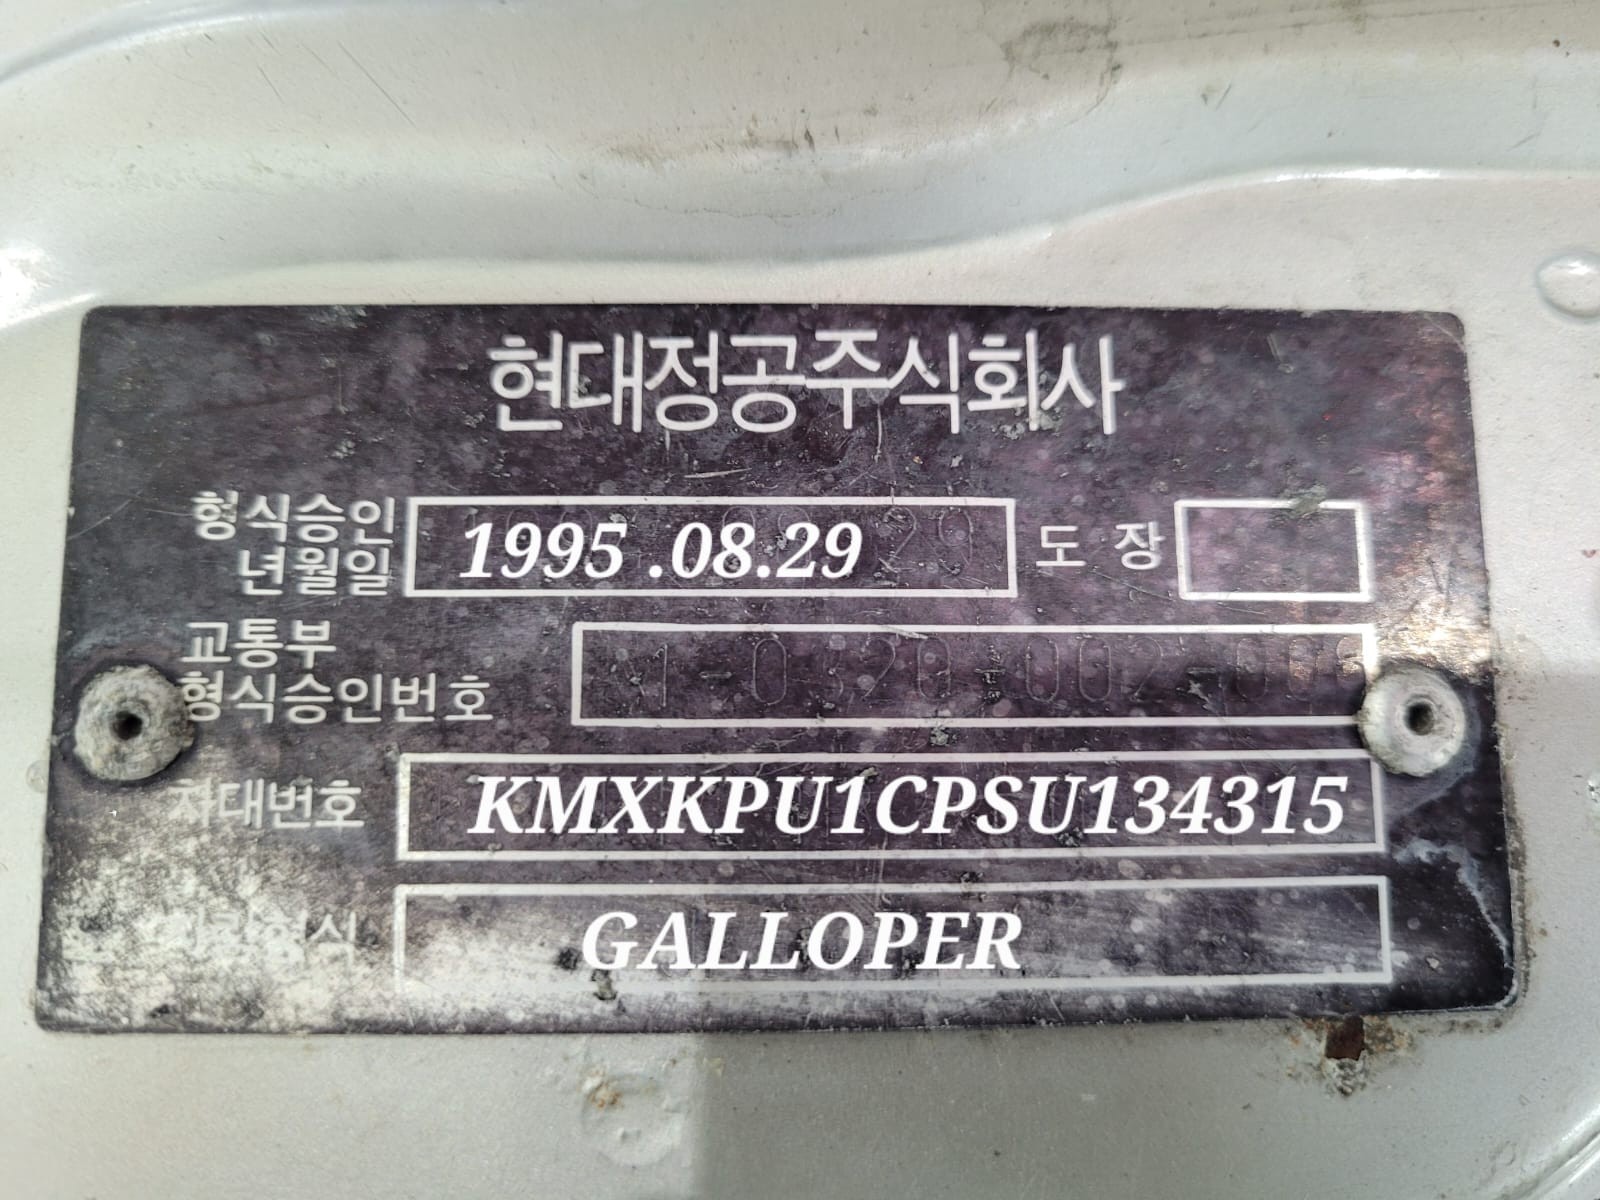 현대정공주식회사
형식승인
년월일
1995 .08.29
도 장
교통부
형식승인번호
차대번호
KMXKPU1CPSU134315
GALLOPER